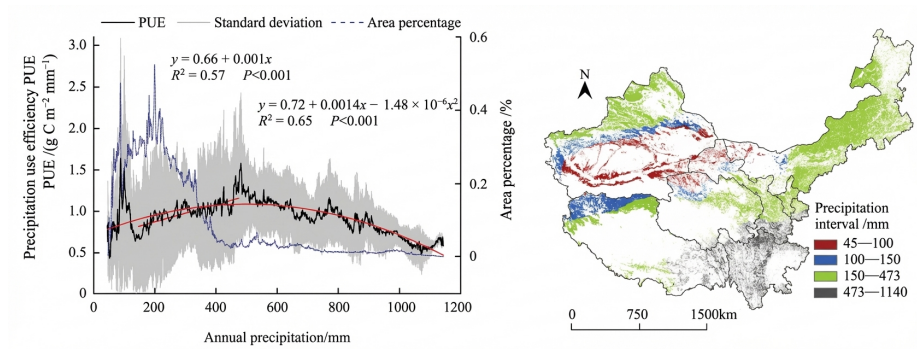 PUE Standard deviation Area percentage
y = 0.66 + 0.001x
R² = 0.57 P<0.001
y = 0.72 + 0.0014x − 1.48 × 10⁻⁶x²
R² = 0.65 P<0.001
Precipitation use efficiency PUE
PUE /(g C m⁻² mm⁻¹)
3.0
2.5
2.0
1.5
1.0
0.5
0
0.6
0.4
0.2
0
Area percentage /%
0 200 400 600 800 1000 1200
Annual precipitation/mm
N
Precipitation
interval /mm
45—100
100—150
150—473
473—1140
0 750 1500km